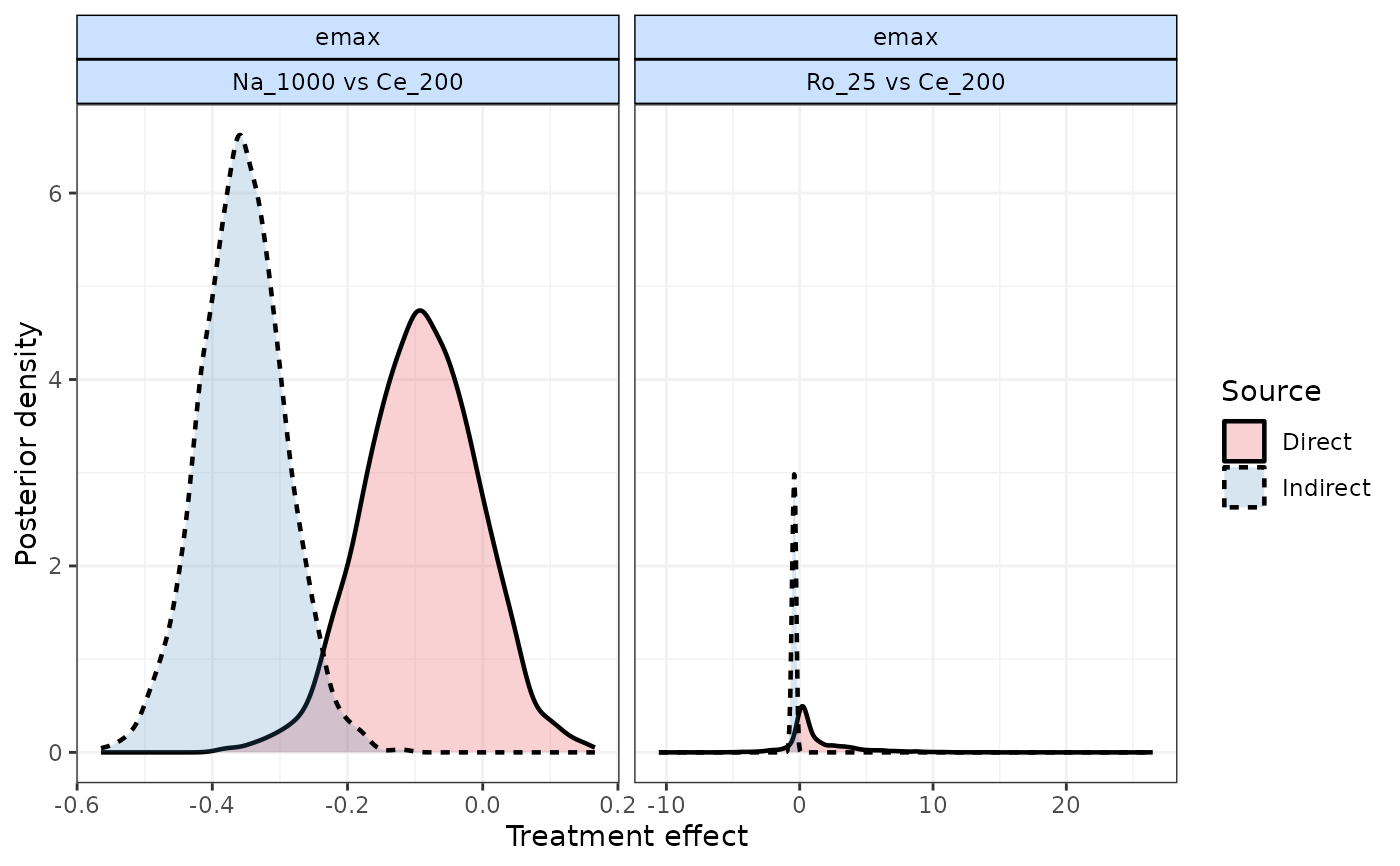 emax
emax
Na_1000 vs Ce_200
Ro_25 vs Ce_200
6
4
2
0
Posterior density
-0.6
-0.4
-0.2
0.0
0.2
-10
0
10
20
Treatment effect
Source
Direct
Indirect